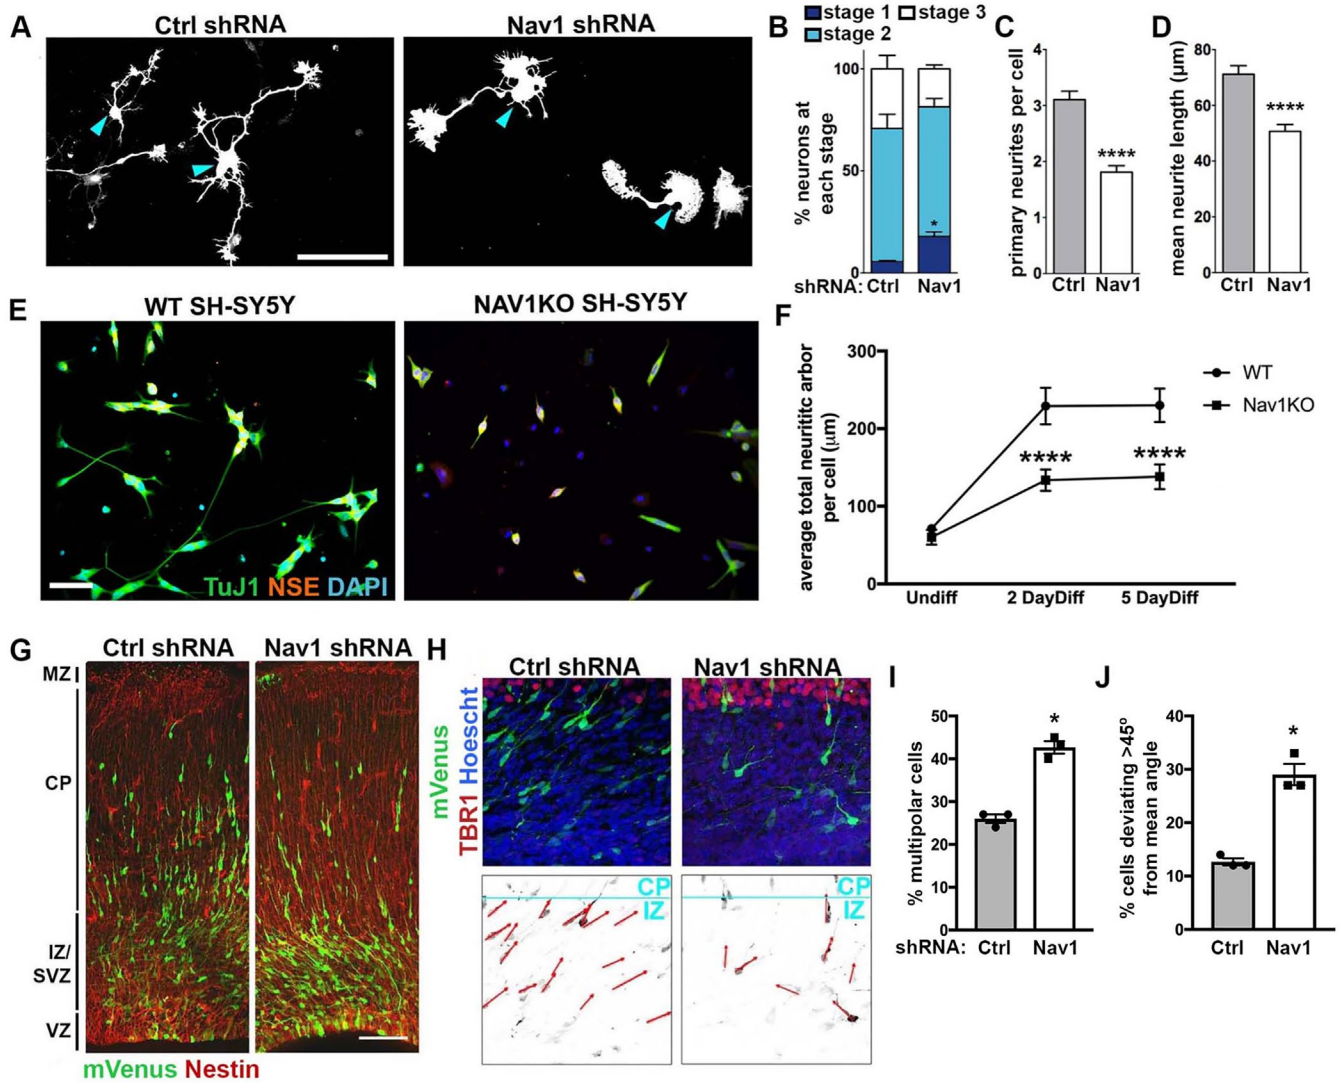 A
Ctrl shRNA
Nav1 shRNA
B
stage 1 stage 3
stage 2
% neurons at
each stage
100
50
0
*
shRNA: Ctrl Nav1
C
primary neurites per cell
4
3
2
1
0
****
Ctrl Nav1
D
mean neurite length (µm)
80
60
40
20
0
****
Ctrl Nav1
E
WT SH-SY5Y
NAV1KO SH-SY5Y
TuJ1 NSE DAPI
F
average total neurititc arbor
per cell (µm)
300
200
100
0
**** ****
WT
Nav1KO
Undiff 2 DayDiff 5 DayDiff
G
Ctrl shRNA Nav1 shRNA
MZ
CP
IZ/
SVZ
VZ
mVenus Nestin
H
Ctrl shRNA Nav1 shRNA
mVenus
TBR1 Hoescht
CP
IZ
CP
IZ
I
% multipolar cells
50
40
30
20
10
0
*
shRNA: Ctrl Nav1
J
% cells deviating >45º
from mean angle
40
30
20
10
0
*
Ctrl Nav1